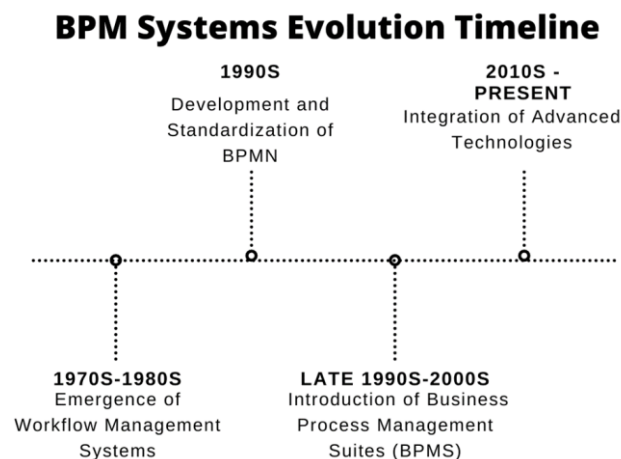 BPM Systems Evolution Timeline
1990S
Development and
Standardization of
BPMN
2010S -
PRESENT
Integration of Advanced
Technologies
1970S-1980S
Emergence of
Workflow Management
Systems
LATE 1990S-2000S
Introduction of Business
Process Management
Suites (BPMS)